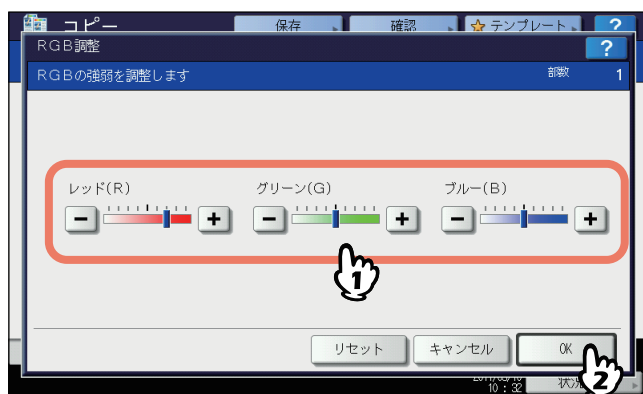 コピー 保存 確認 テンプレート ?
RGB調整 ?
RGBの強弱を調整します 部数 1
レッド(R) グリーン(G) ブルー(B)
- + - + - +
1
リセット キャンセル OK
2
10:32